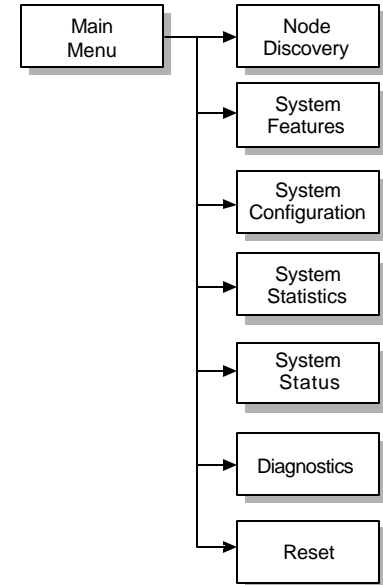 Main
Menu
Node
Discovery
System
Features
System
Configuration
System
Statistics
System
Status
Diagnostics
Reset